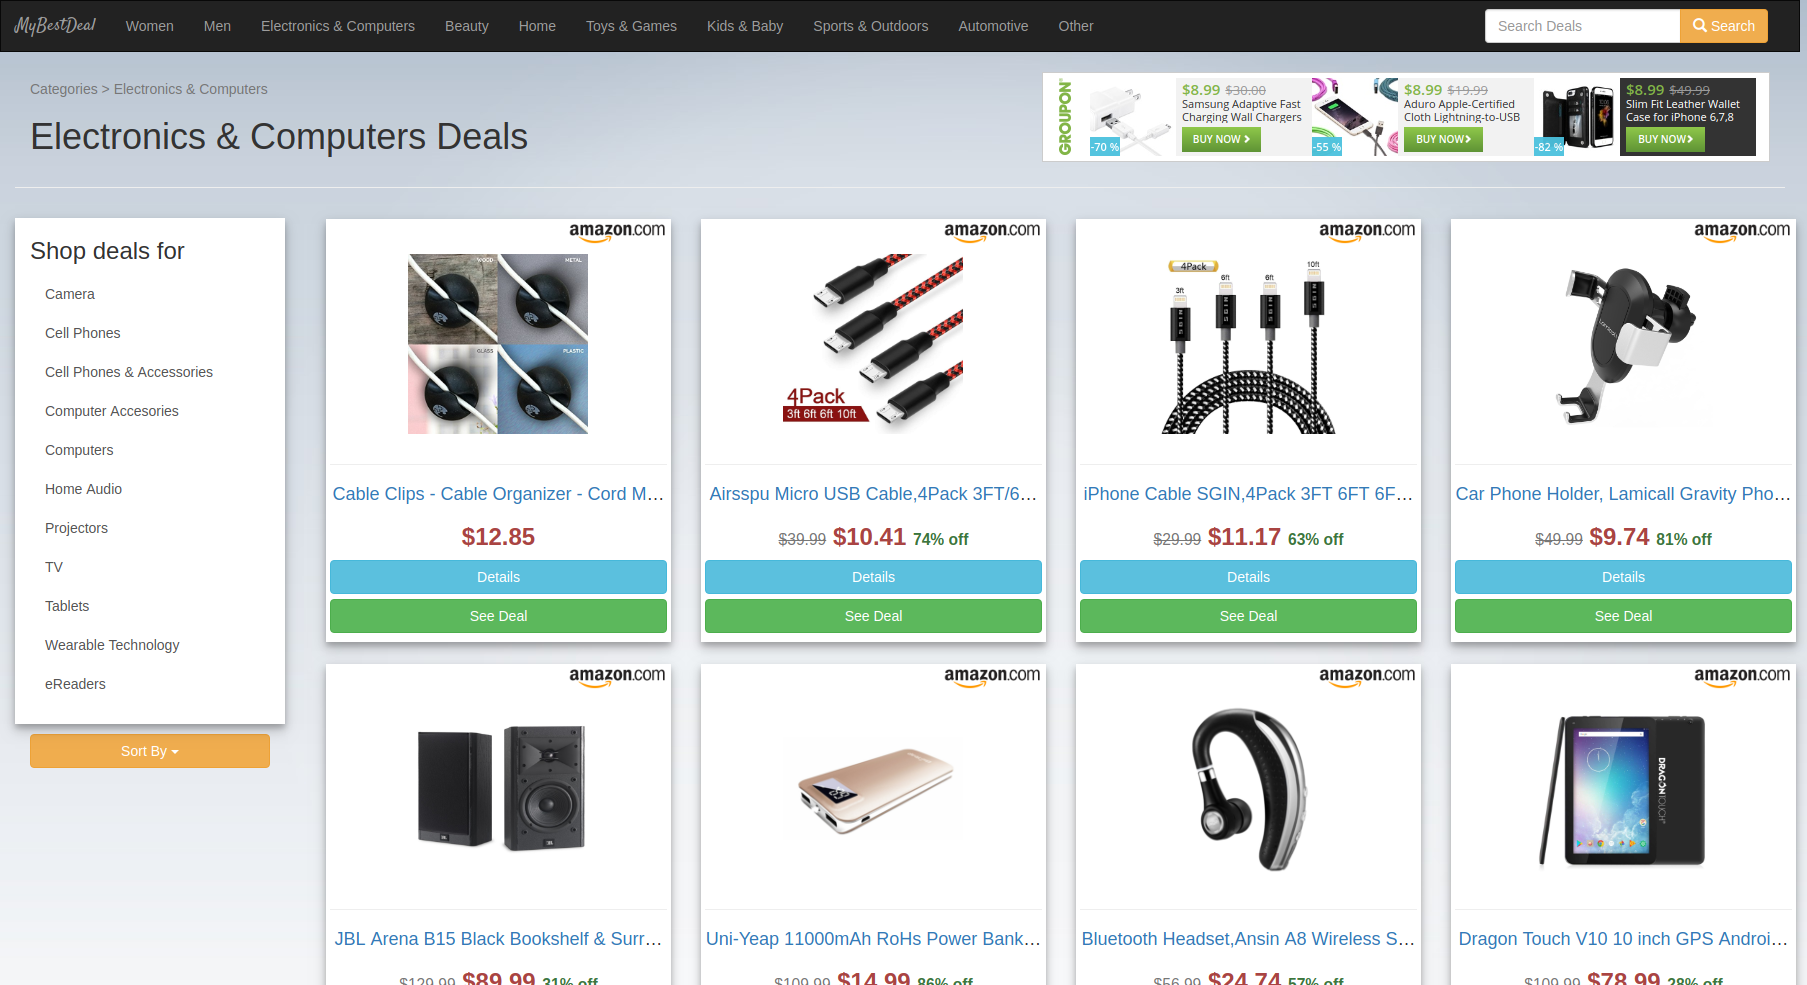 MyBestDeal Women Men Electronics & Computers Beauty Home Toys & Games Kids & Baby Sports & Outdoors Automotive Other Search Deals Search
Categories > Electronics & Computers
Electronics & Computers Deals
GROUPON
-70 %
$8.99 $30.00
Samsung Adaptive Fast
Charging Wall Chargers
BUY NOW
-55 %
$8.99 $19.99
Aduro Apple-Certified
Cloth Lightning-to-USB
BUY NOW
-82 %
$8.99 $49.99
Slim Fit Leather Wallet
Case for iPhone 6,7,8
BUY NOW
Shop deals for
Camera
Cell Phones
Cell Phones & Accessories
Computer Accesories
Computers
Home Audio
Projectors
TV
Tablets
Wearable Technology
eReaders
Sort By
amazon.com
WOOD METAL
GLASS PLASTIC
Cable Clips - Cable Organizer - Cord M...
$12.85
Details
See Deal
amazon.com
4Pack
3ft 6ft 6ft 10ft
Airsspu Micro USB Cable,4Pack 3FT/6...
$39.99 $10.41 74% off
Details
See Deal
amazon.com
4Pack
3ft 6ft 6ft 10ft
SGIN SGIN SGIN SGIN
iPhone Cable SGIN,4Pack 3FT 6FT 6F...
$29.99 $11.17 63% off
Details
See Deal
amazon.com
Car Phone Holder, Lamicall Gravity Pho...
$49.99 $9.74 81% off
Details
See Deal
amazon.com
JBL JBL
JBL Arena B15 Black Bookshelf & Surr...
$129.99 $89.99 31% off
amazon.com
Uni-Yeap 11000mAh RoHs Power Bank...
$109.99 $14.99 86% off
amazon.com
Bluetooth Headset,Ansin A8 Wireless S...
$56.99 $24.74 57% off
amazon.com
DRAGON TOUCH
Dragon Touch V10 10 inch GPS Androi...
$109.99 $78.99 28% off